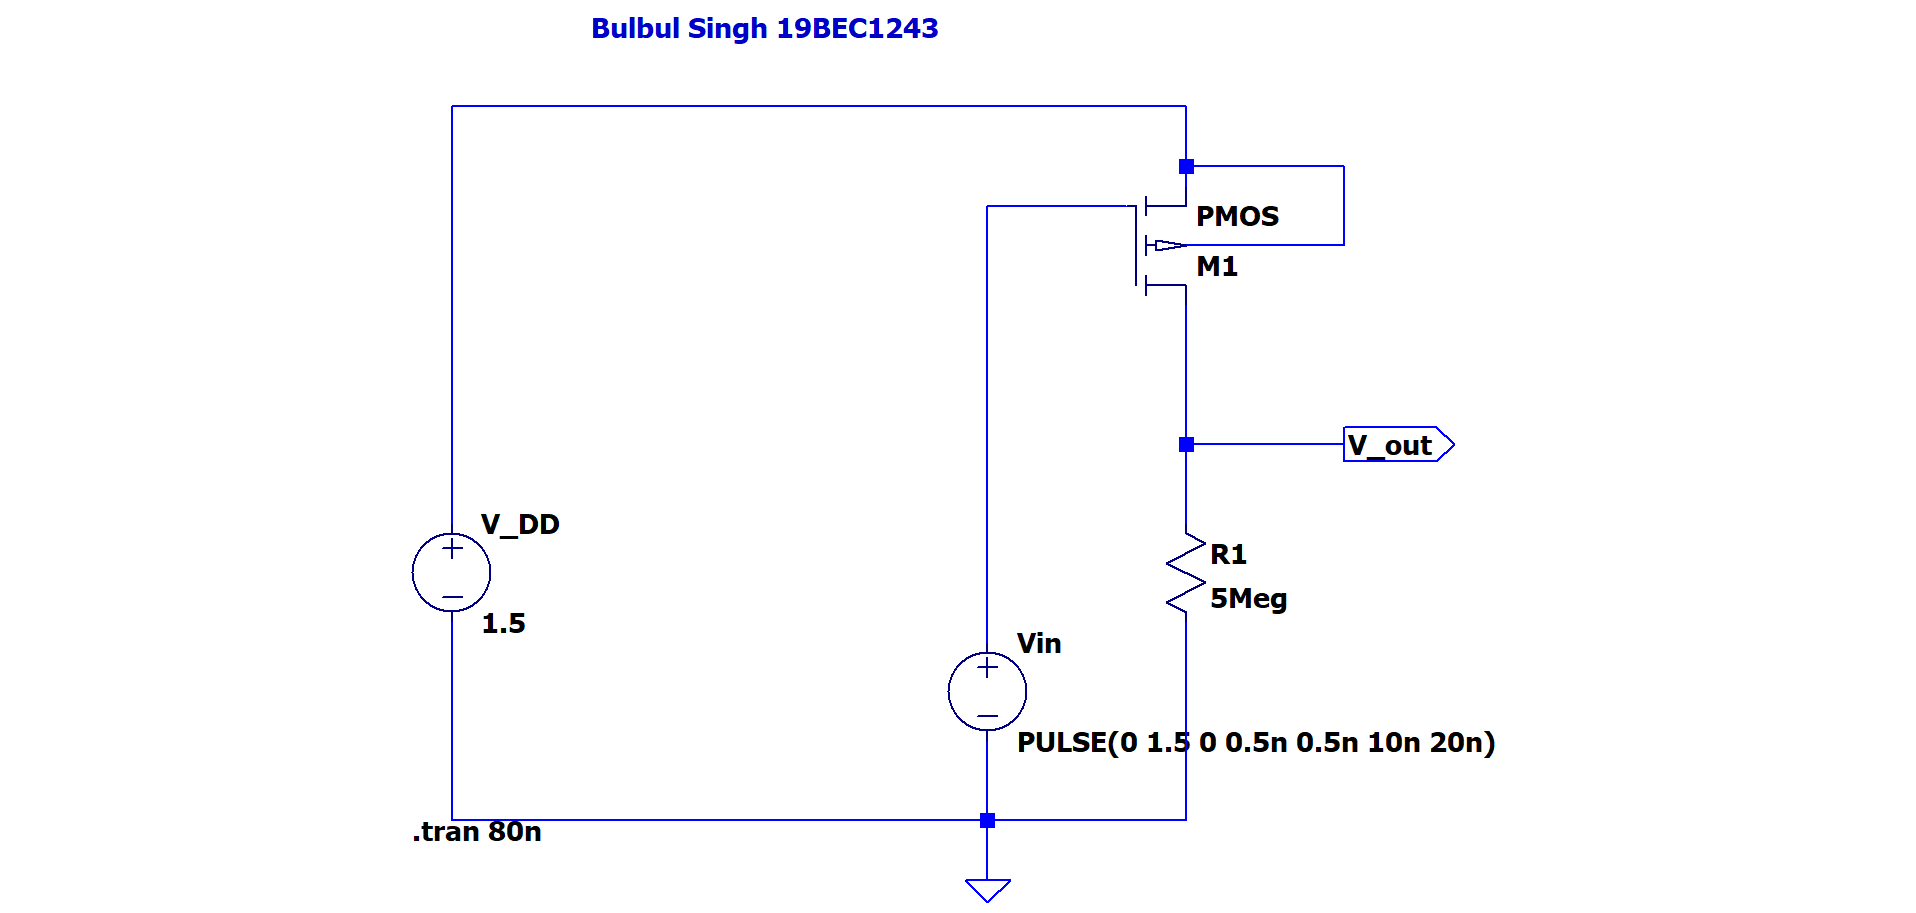 Bulbul Singh 19BEC1243
PMOS
M1
V_out
V_DD
1.5
R1
5Meg
Vin
PULSE(0 1.5 0 0.5n 0.5n 10n 20n)
.tran 80n